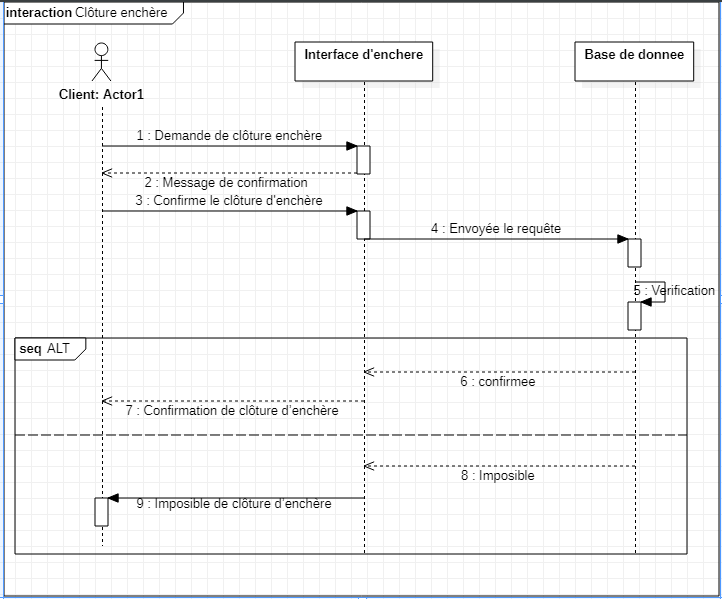 interaction Clôture enchère
Interface d'enchere
Base de donnee
Client: Actor1
1 : Demande de clôture enchère
2 : Message de confirmation
3 : Confirme le clôture d'enchère
4 : Envoyée le requête
5 : Verification
seq ALT
6 : confirmee
7 : Confirmation de clôture d'enchère
8 : Imposible
9 : Imposible de clôture d'enchère